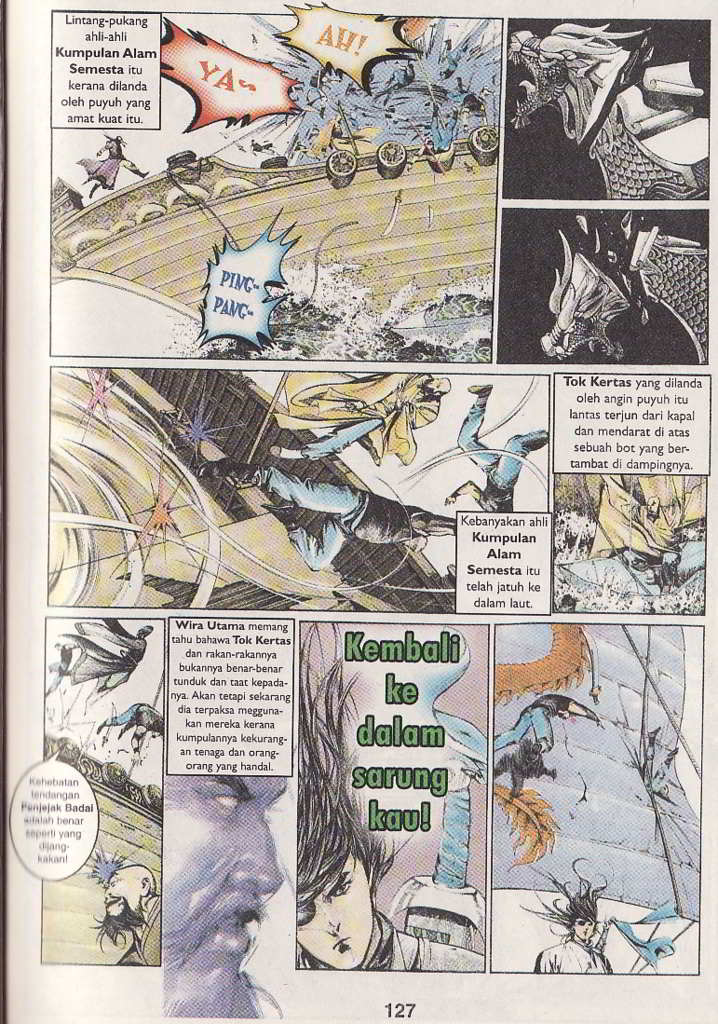 Lintang-pukang
ahli-ahli
Kumpulan Alam
Semesta itu
kerana dilanda
oleh puyuh yang
amat kuat itu.
YAS
AH!
PING-
PANG-
Tok Kertas yang dilanda
oleh angin puyuh itu
lantas terjun dari kapal
dan mendarat di atas
sebuah bot yang ber-
tambat di dampingnya.
Kebanyakan ahli
Kumpulan
Alam
Semesta itu
telah jatuh ke
dalam laut.
Kehebatan
tendangan
Penjejak Badai
adalah benar
seperti yang
dijang-
kakan!
Wira Utama memang
tahu bahawa Tok Kertas
dan rakan-rakannya
bukannya benar-benar
tunduk dan taat kepada-
nya. Akan tetapi sekarang
dia terpaksa megguna-
kan mereka kerana
kumpulannya kekurang-
an tenaga dan orang-
orang yang handal.
Kembali
ke
dalam
sarung
kau!
127